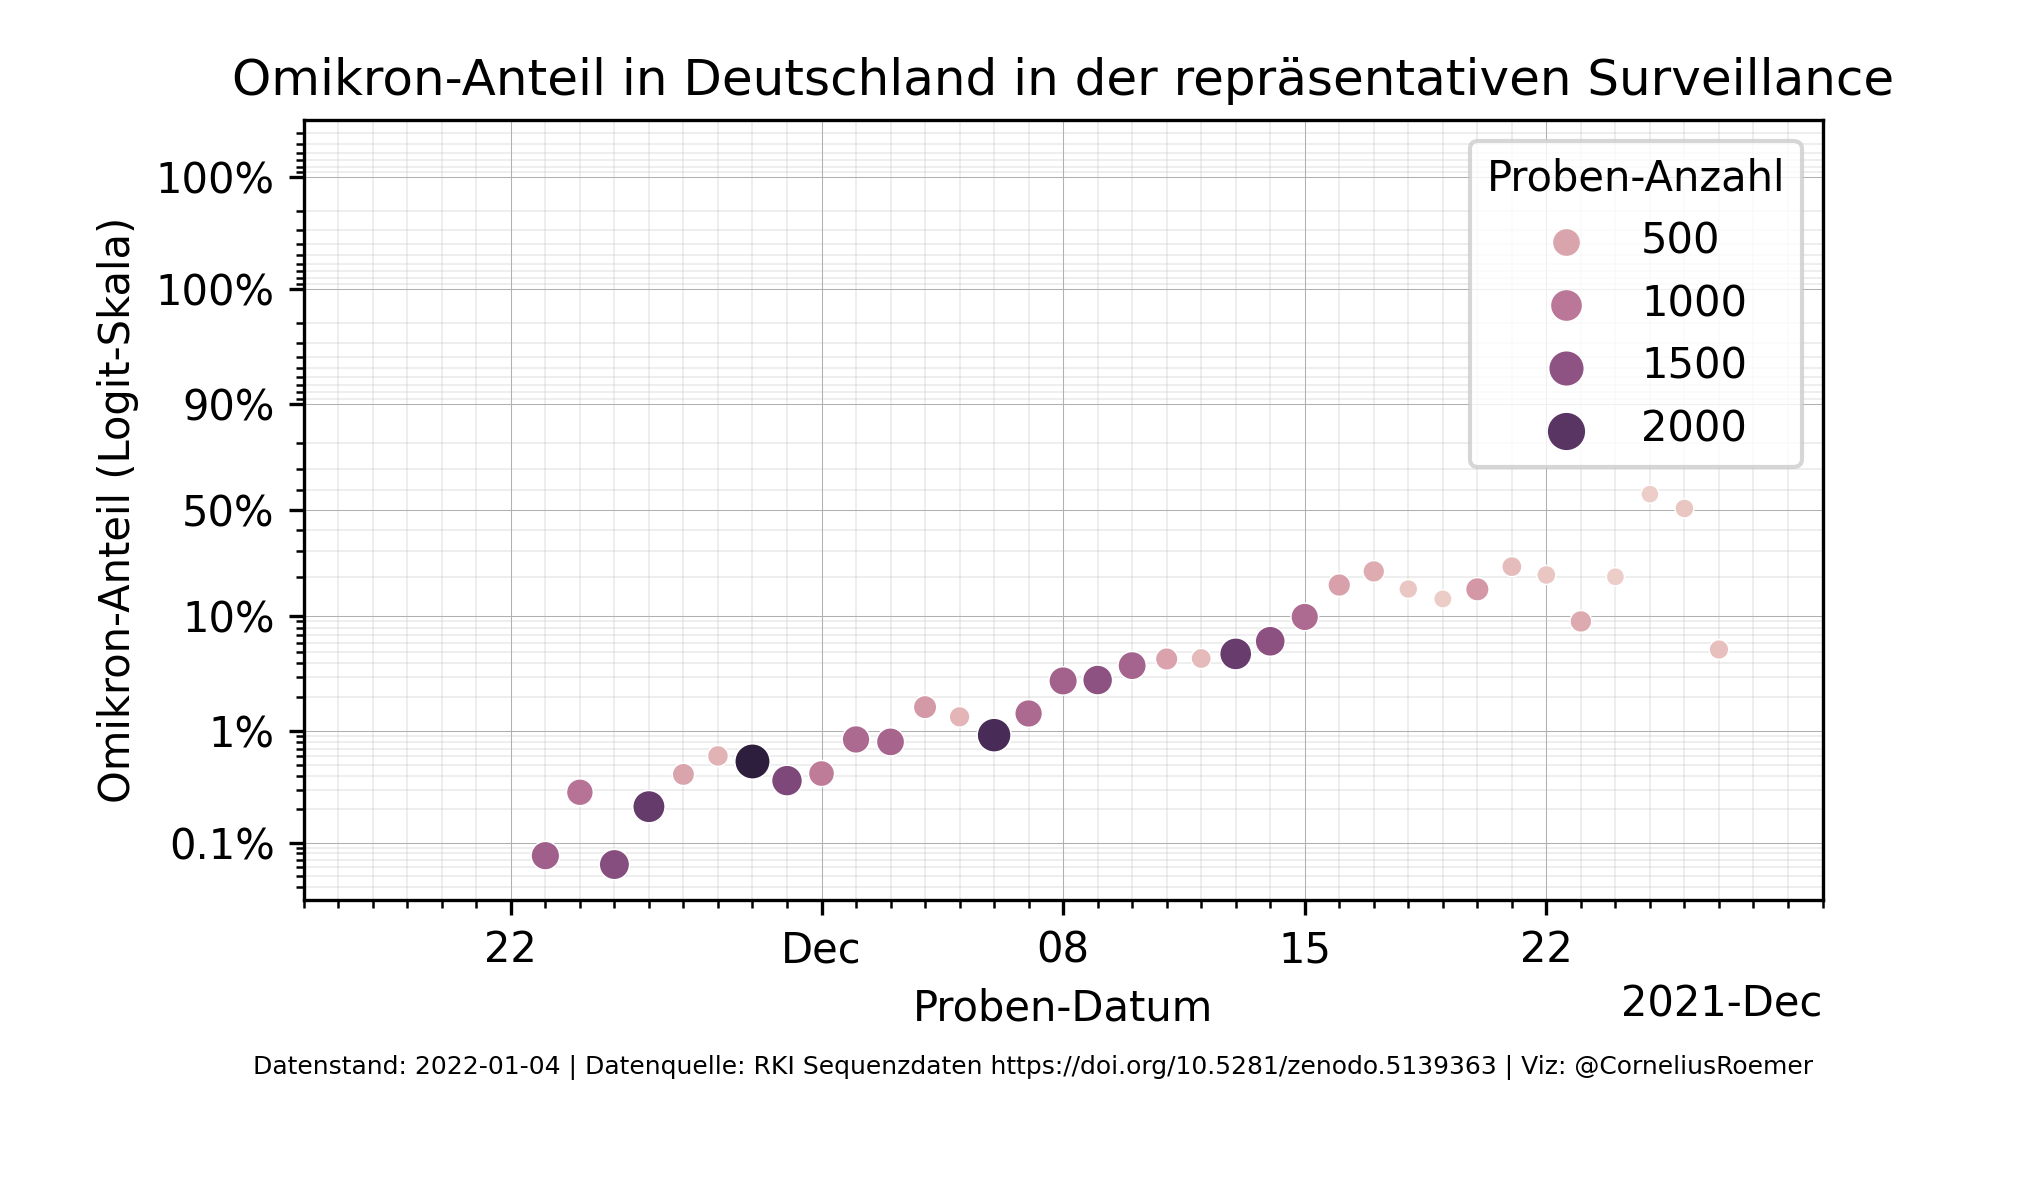 Omikron-Anteil in Deutschland in der repräsentativen Surveillance
Proben-Anzahl
500
1000
1500
2000
Omikron-Anteil (Logit-Skala)
100%
100%
90%
50%
10%
1%
0.1%
22 Dec 08 15 22
2021-Dec
Proben-Datum
Datenstand: 2022-01-04 | Datenquelle: RKI Sequenzdaten https://doi.org/10.5281/zenodo.5139363 | Viz: @CorneliusRoemer